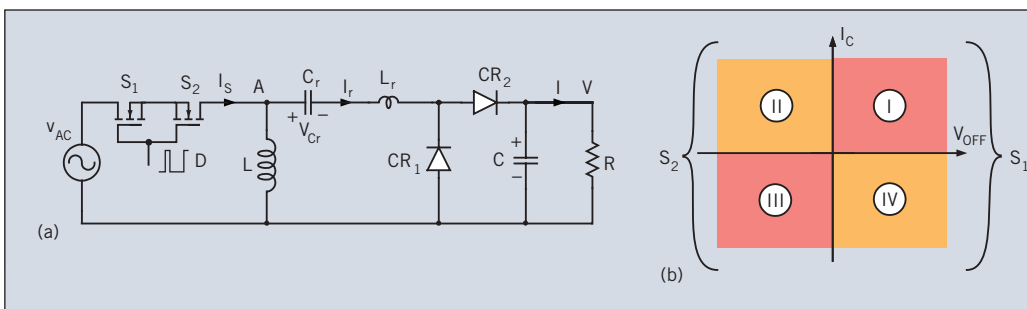 S1 S2 IS A Cr Ir Lr CR2 I V
+ VCr −
vAC
D
L
CR1
+ C −
R
(a)
IC
II I
VOFF
S2 S1
III IV
(b)